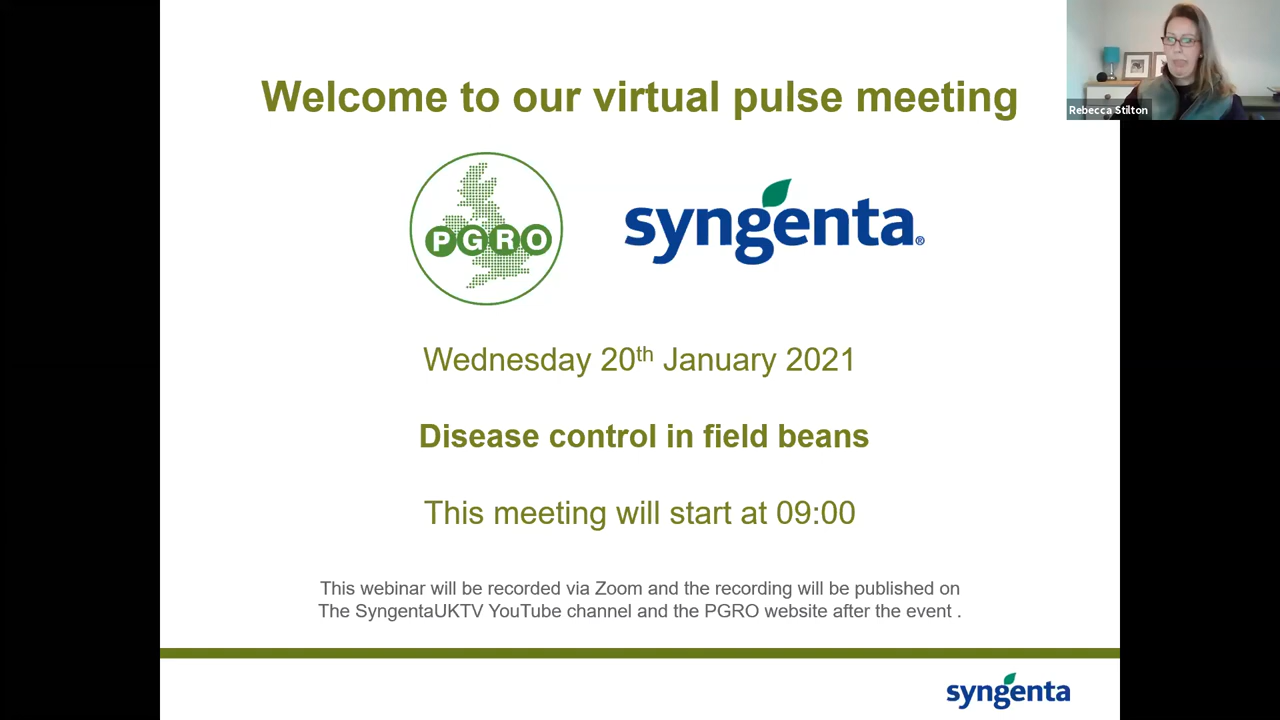 Welcome to our virtual pulse meeting
Rebecca Stilton
PGRO
syngenta®
Wednesday 20th January 2021
Disease control in field beans
This meeting will start at 09:00
This webinar will be recorded via Zoom and the recording will be published on
The SyngentaUKTV YouTube channel and the PGRO website after the event .
syngenta